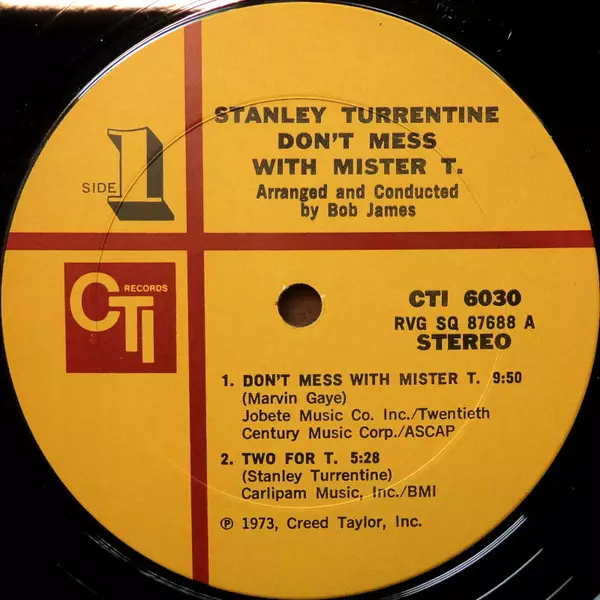 STANLEY TURRENTINE
DON'T MESS
WITH MISTER T.
Arranged and Conducted
by Bob James
SIDE 1
CTI RECORDS
CTI 6030
RVG SQ 87688 A
STEREO
1. DON'T MESS WITH MISTER T. 9:50
(Marvin Gaye)
Jobete Music Co. Inc./Twentieth
Century Music Corp./ASCAP
2. TWO FOR T. 5:28
(Stanley Turrentine)
Carlipam Music, Inc./BMI
℗ 1973, Creed Taylor, Inc.